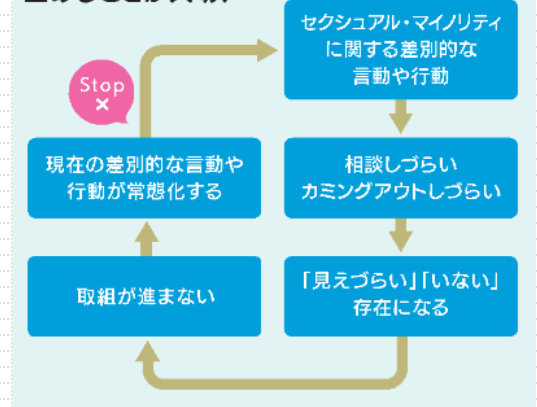 セクシュアル・マイノリティ
に関する差別的な
言動や行動
Stop
×
現在の差別的な言動や
行動が常態化する
相談しづらい
カミングアウトしづらい
取組が進まない
「見えづらい」「いない」
存在になる